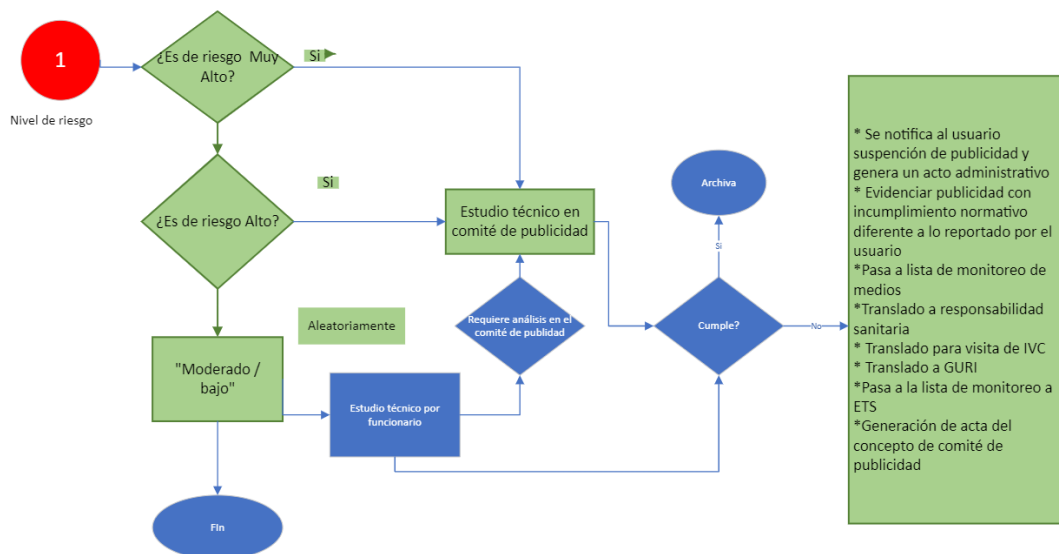 1
Nivel de riesgo
¿Es de riesgo Muy
Alto?
Si
¿Es de riesgo Alto?
Si
"Moderado /
bajo"
Aleatoriamente
FIn
Estudio técnico por
funcionario
Estudio técnico en
comité de publicidad
Requiere análisis en el
comité de publidad
Archiva
Si
Cumple?
No
* Se notifica al usuario
suspención de publicidad y
genera un acto administrativo
* Evidenciar publicidad con
incumplimiento normativo
diferente a lo reportado por el
usuario
*Pasa a lista de monitoreo de
medios
*Translado a responsabilidad
sanitaria
* Translado para visita de IVC
* Translado a GURI
*Pasa a la lista de monitoreo a
ETS
*Generación de acta del
concepto de comité de
publicidad